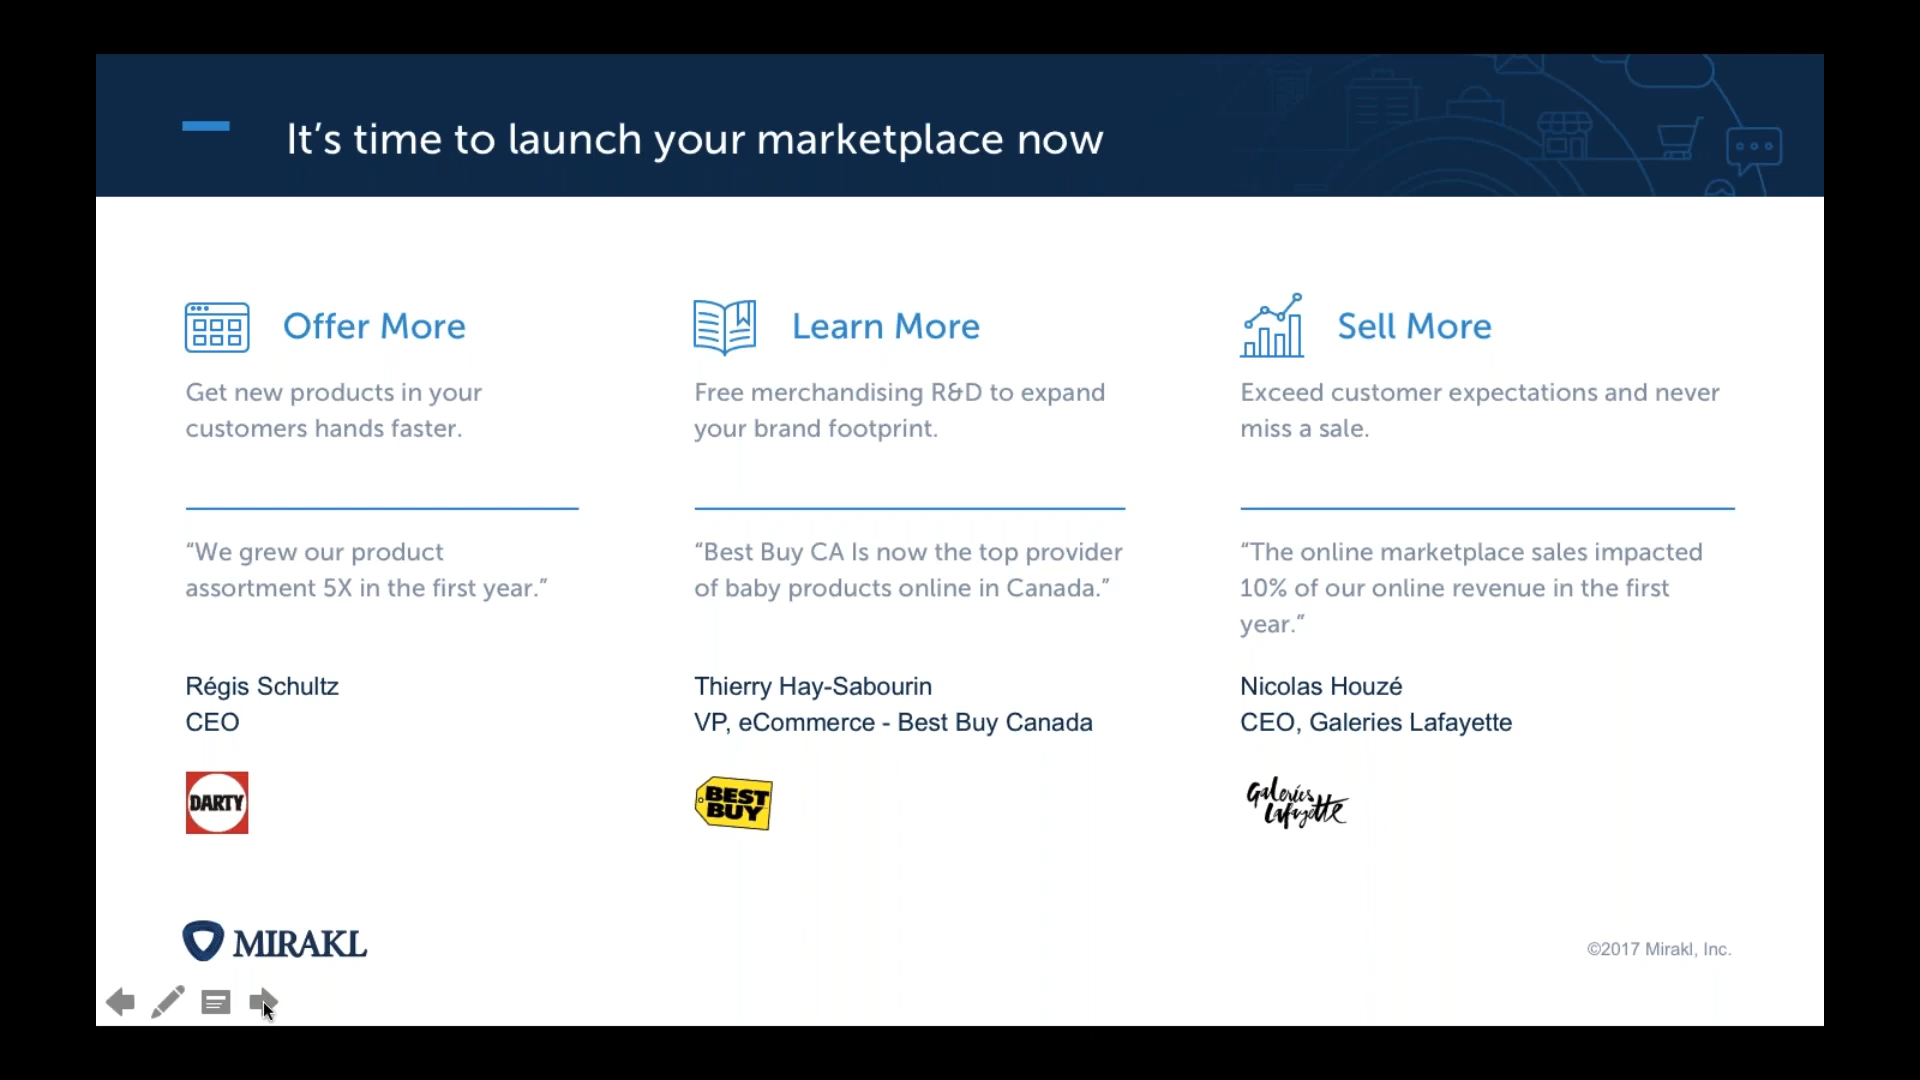 It’s time to launch your marketplace now
Offer More
Get new products in your
customers hands faster.
“We grew our product
assortment 5X in the first year.”
Régis Schultz
CEO
DARTY
Learn More
Free merchandising R&D to expand
your brand footprint.
“Best Buy CA Is now the top provider
of baby products online in Canada.”
Thierry Hay-Sabourin
VP, eCommerce - Best Buy Canada
BEST
BUY
Sell More
Exceed customer expectations and never
miss a sale.
“The online marketplace sales impacted
10% of our online revenue in the first
year.”
Nicolas Houzé
CEO, Galeries Lafayette
Galeries
Lafayette
MIRAKL
©2017 Mirakl, Inc.